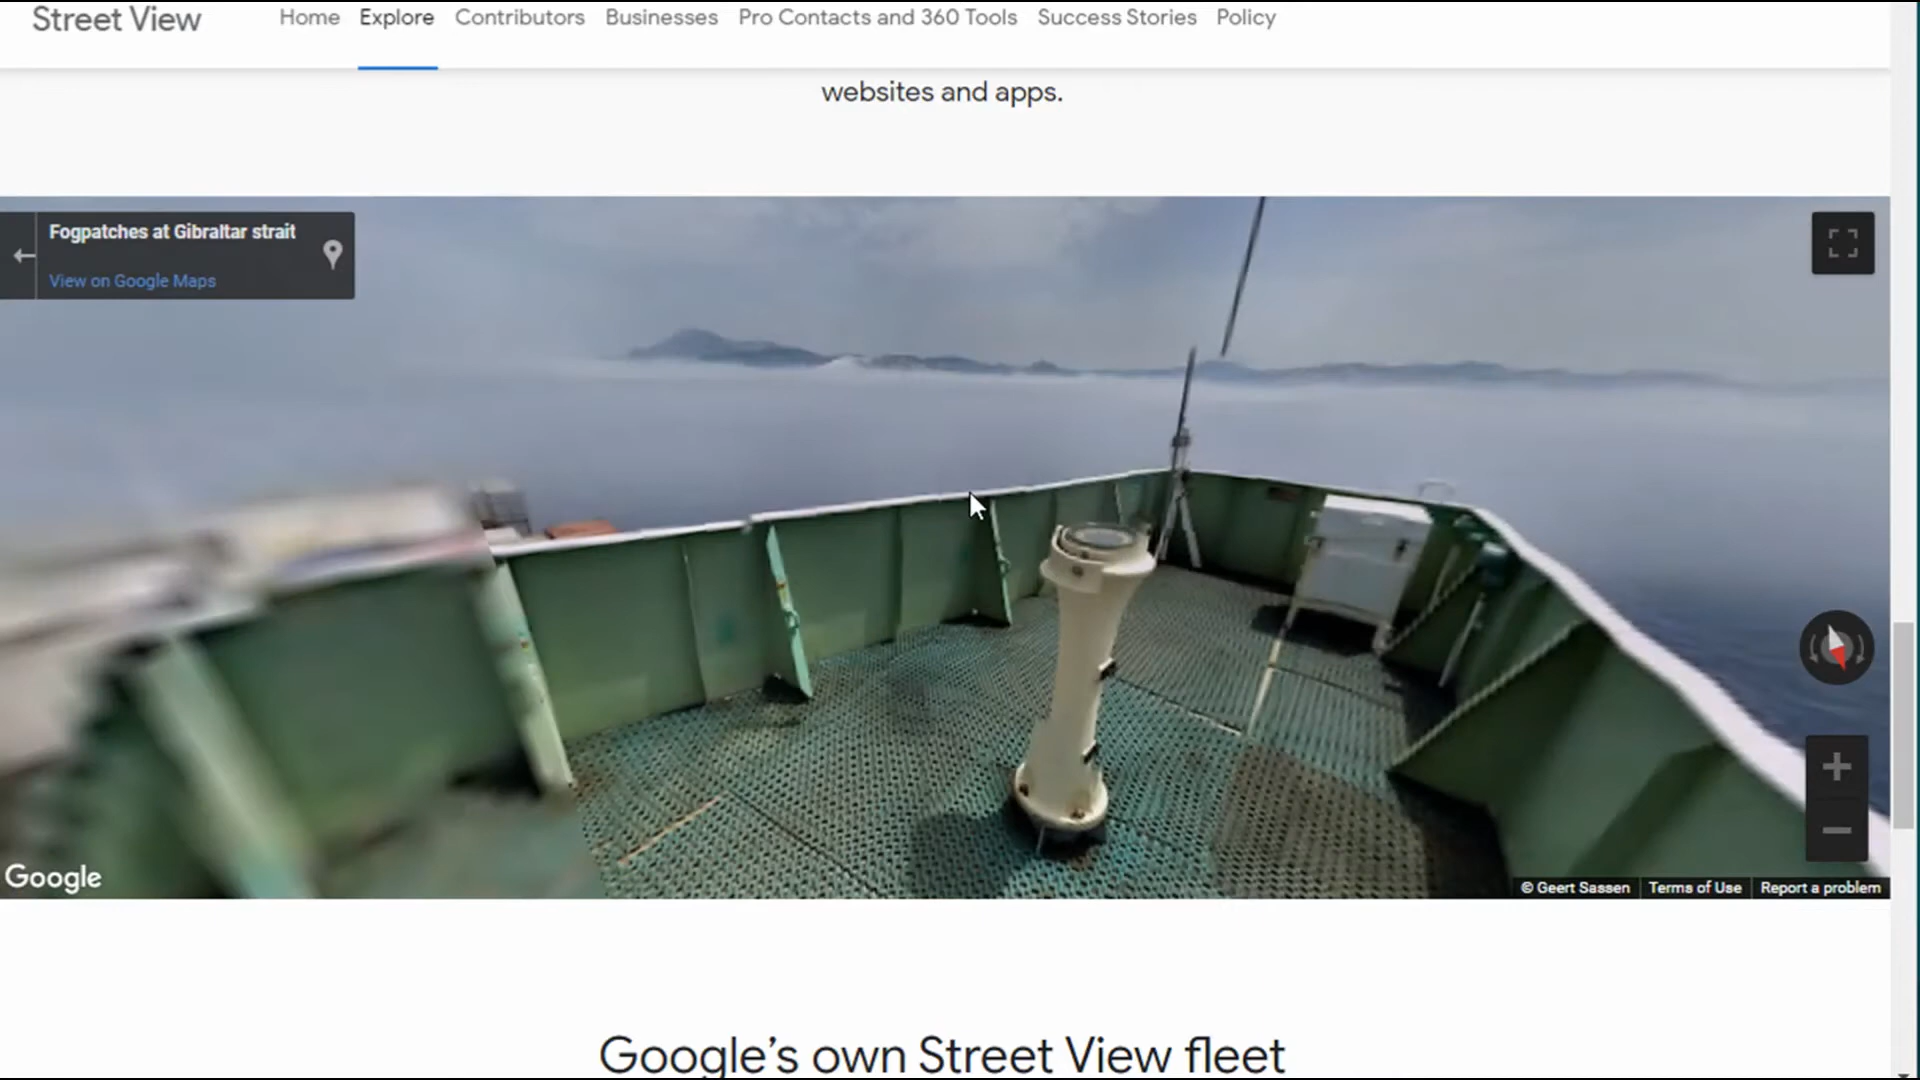 Street View
Home Explore Contributors Businesses Pro Contacts and 360 Tools Success Stories Policy
websites and apps.
Fogpatches at Gibraltar strait
View on Google Maps
Google
© Geert Sassen Terms of Use Report a problem
Google's own Street View fleet